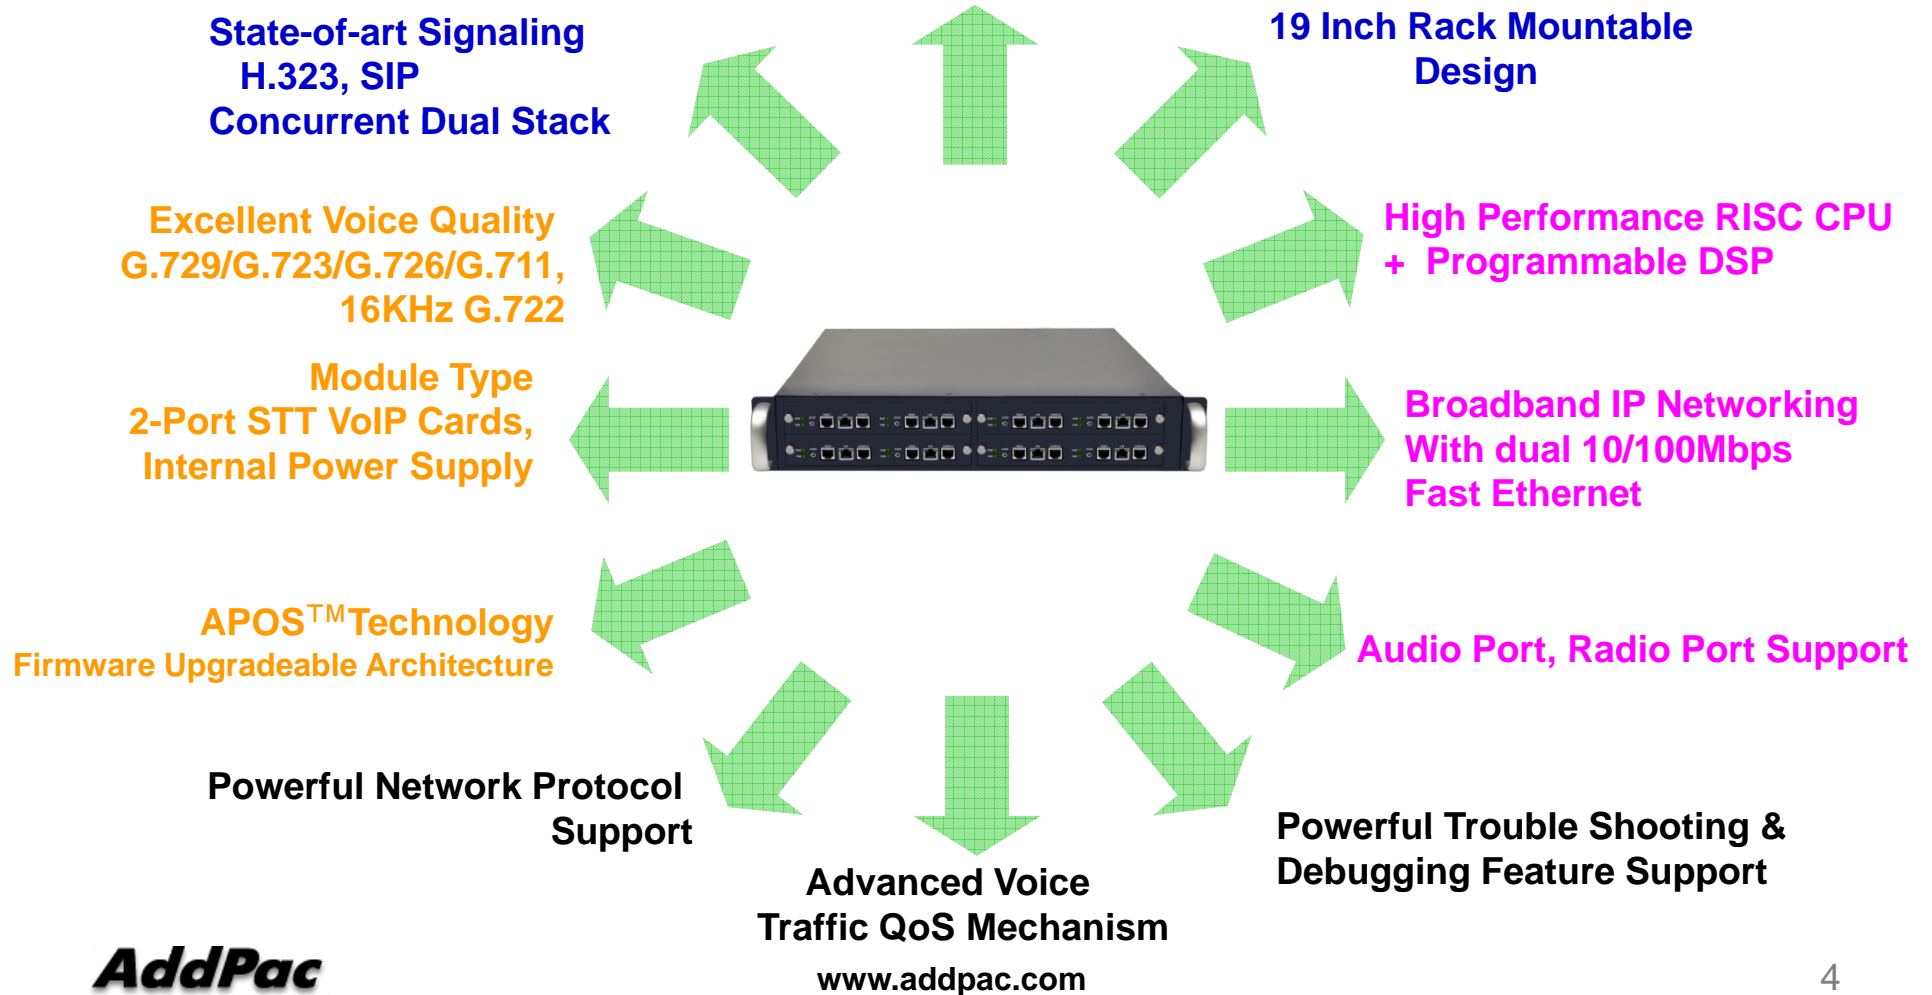 State-of-art Signaling
H.323, SIP
Concurrent Dual Stack
19 Inch Rack Mountable
Design
Excellent Voice Quality
G.729/G.723/G.726/G.711,
16KHz G.722
High Performance RISC CPU
+ Programmable DSP
Module Type
2-Port STT VoIP Cards,
Internal Power Supply
Broadband IP Networking
With dual 10/100Mbps
Fast Ethernet
APOS™Technology
Firmware Upgradeable Architecture
Audio Port, Radio Port Support
Powerful Network Protocol
Support
Powerful Trouble Shooting &
Debugging Feature Support
Advanced Voice
Traffic QoS Mechanism
AddPac
www.addpac.com
4